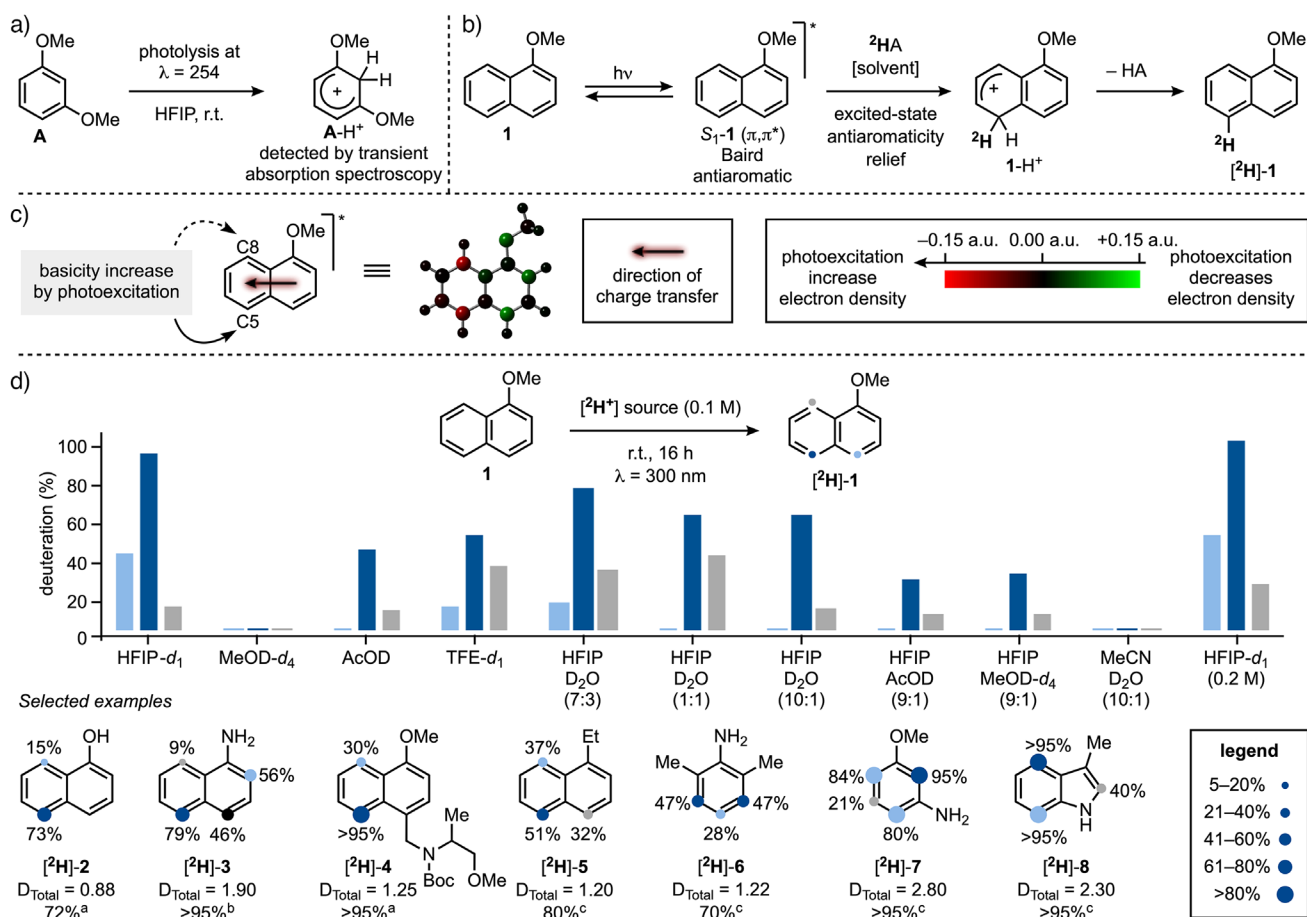 a)
OMe
OMe
A
photolysis at
λ = 254
HFIP, r.t.
OMe
H
H
+
OMe
A-H⁺
detected by transient
absorption spectroscopy
b)
OMe
1
hν
OMe
*
S₁-1 (π,π*)
Baird
antiaromatic
²HA
[solvent]
excited-state
antiaromaticity
relief
OMe
+
²H H
1-H⁺
– HA
OMe
²H
[²H]-1
c)
basicity increase
by photoexcitation
C8
OMe
*
C5
direction of
charge transfer
photoexcitation
increase
electron density
–0.15 a.u. 0.00 a.u. +0.15 a.u.
photoexcitation
decreases
electron density
d)
OMe
1
[²H⁺] source (0.1 M)
r.t., 16 h
λ = 300 nm
OMe
[²H]-1
deuteration (%)
100
80
60
40
20
0
HFIP-d₁
MeOD-d₄
AcOD
TFE-d₁
HFIP
D₂O
(7:3)
HFIP
D₂O
(1:1)
HFIP
D₂O
(10:1)
HFIP
AcOD
(9:1)
HFIP
MeOD-d₄
(9:1)
MeCN
D₂O
(10:1)
HFIP-d₁
(0.2 M)
Selected examples
15%
OH
73%
[²H]-2
D_Total = 0.88
72%ᵃ
9%
NH₂
56%
79% 46%
[²H]-3
D_Total = 1.90
>95%ᵇ
30%
OMe
>95%
Me
N
Boc
OMe
[²H]-4
D_Total = 1.25
>95%ᵃ
37%
Et
51% 32%
[²H]-5
D_Total = 1.20
80%ᶜ
NH₂
Me Me
47% 47%
28%
[²H]-6
D_Total = 1.22
70%ᶜ
OMe
84% 95%
21%
NH₂
80%
[²H]-7
D_Total = 2.80
>95%ᶜ
>95%
Me
40%
N
H
>95%
[²H]-8
D_Total = 2.30
>95%ᶜ
legend
5–20%
21–40%
41–60%
61–80%
>80%